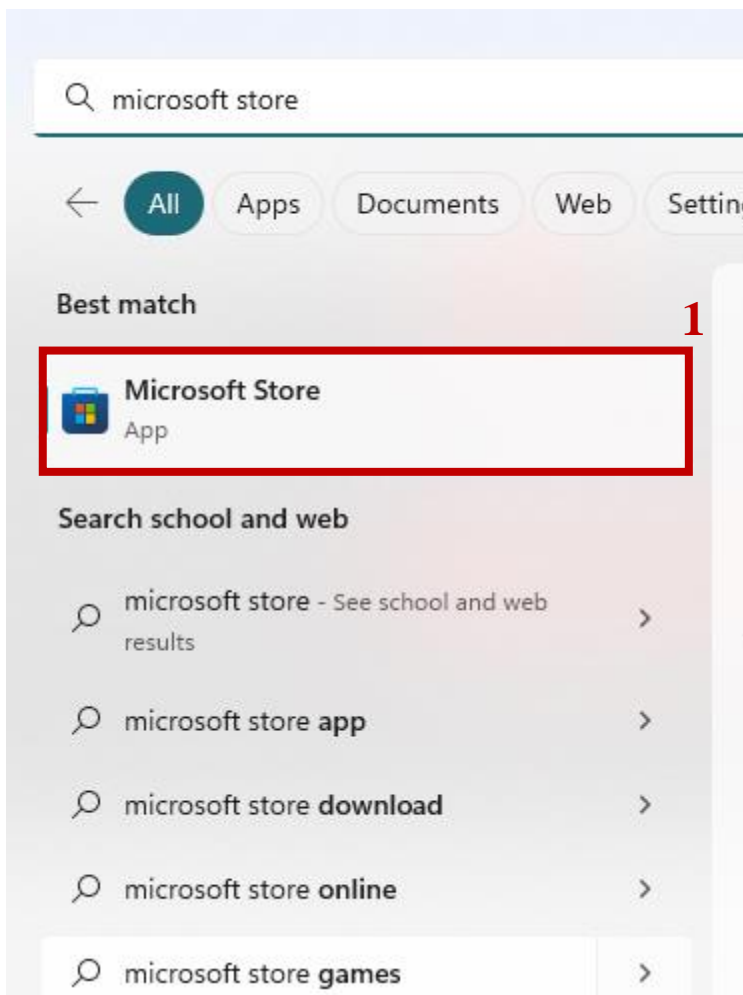 microsoft store
All Apps Documents Web
Best match
1
Microsoft Store
App
Search school and web
microsoft store - See school and web
results
microsoft store app
microsoft store download
microsoft store online
microsoft store games